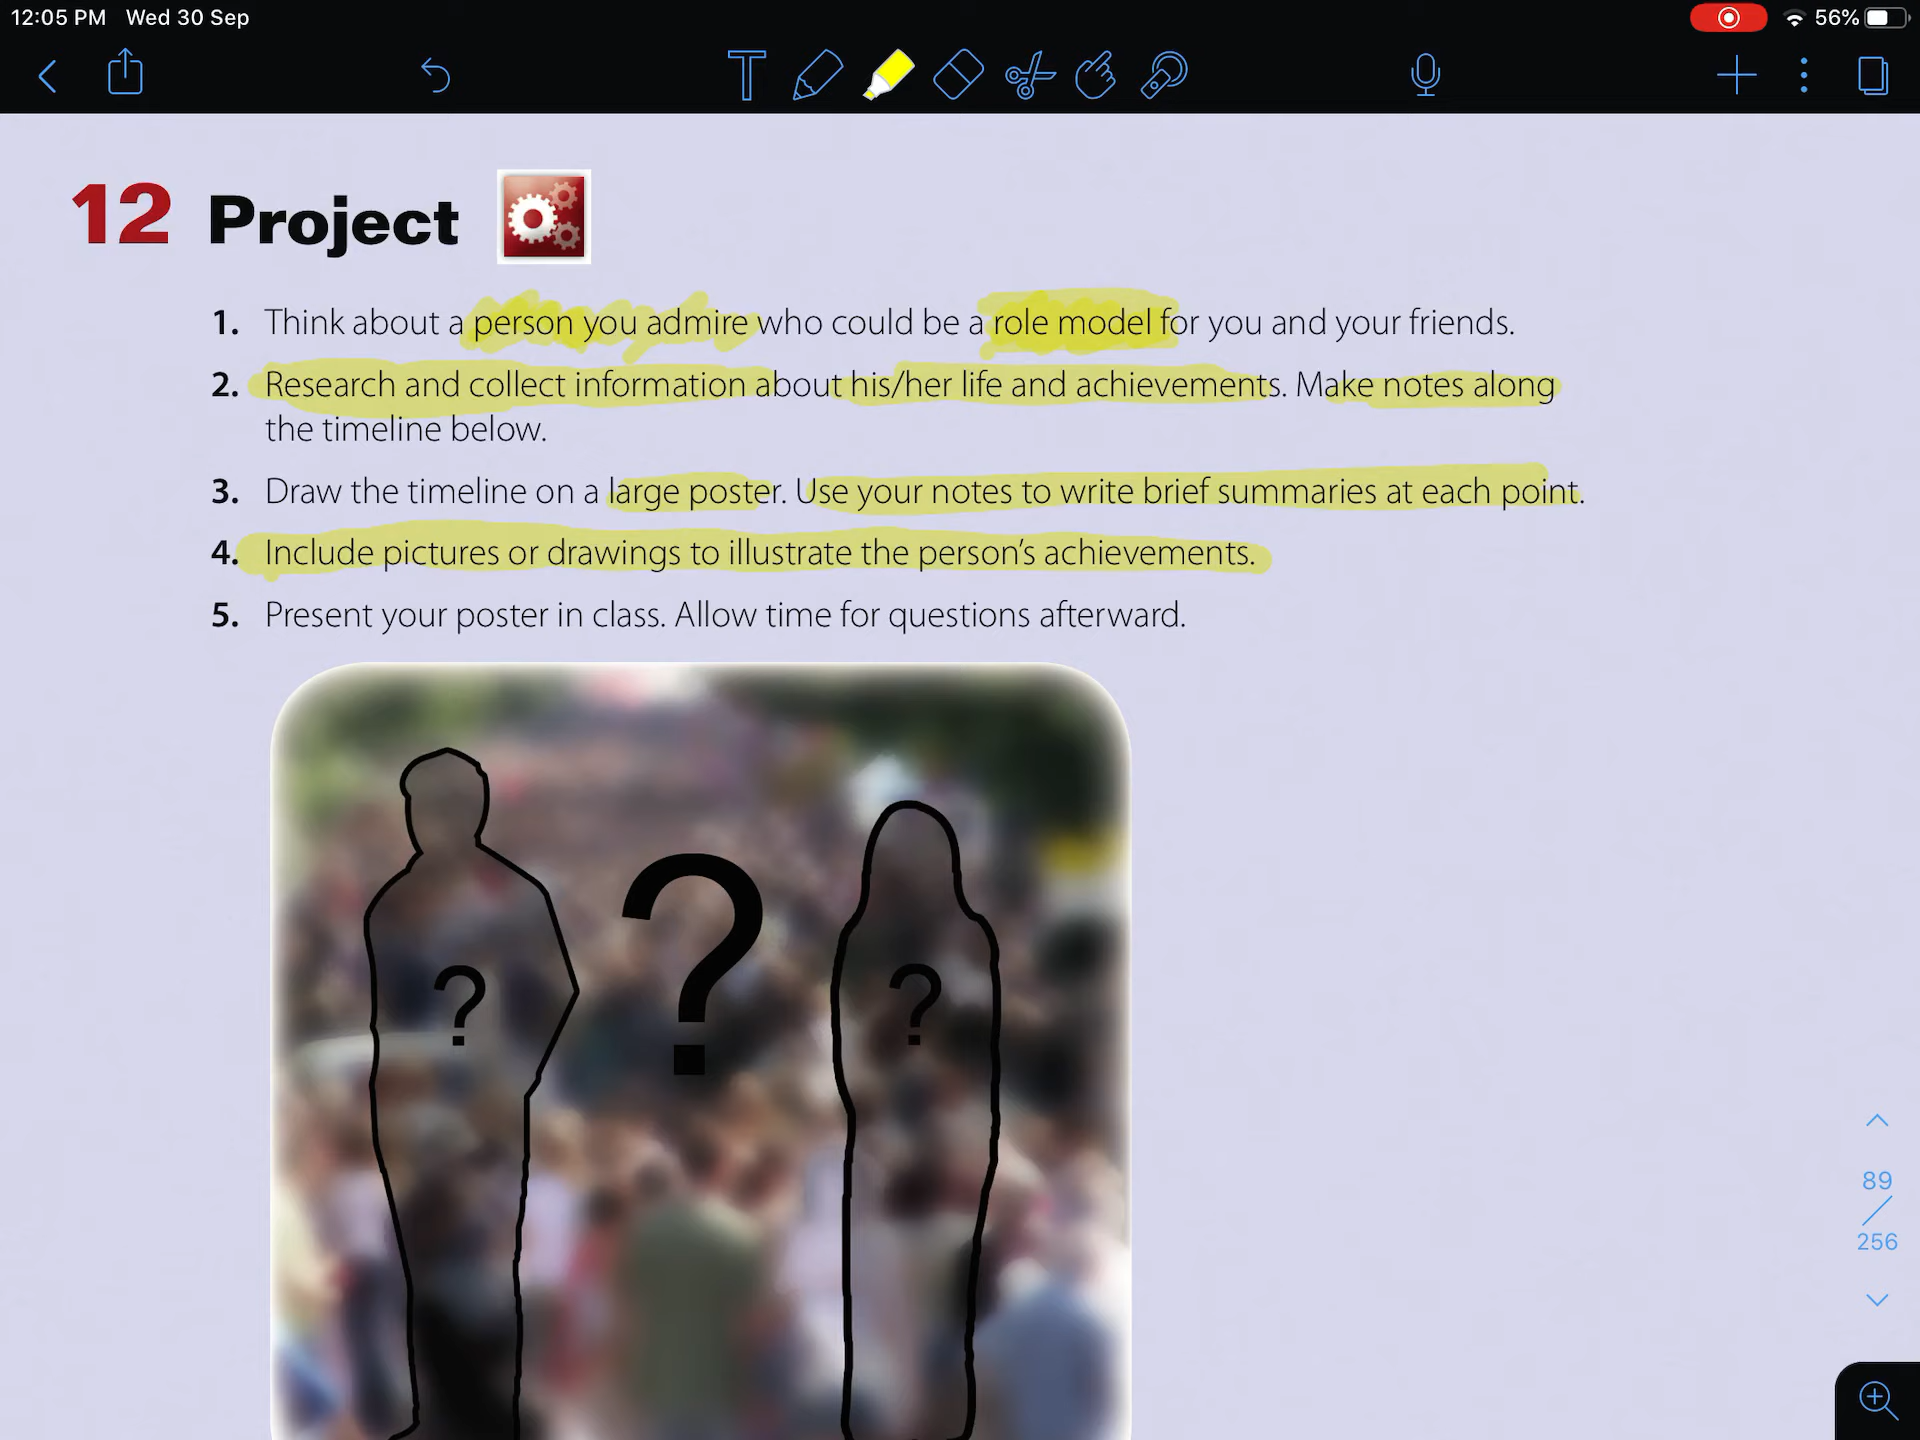 12:05 PM Wed 30 Sep 56%
12 Project
1. Think about a person you admire who could be a role model for you and your friends.
2. Research and collect information about his/her life and achievements. Make notes along
the timeline below.
3. Draw the timeline on a large poster. Use your notes to write brief summaries at each point.
4. Include pictures or drawings to illustrate the person's achievements.
5. Present your poster in class. Allow time for questions afterward.
? ? ?
89
/
256